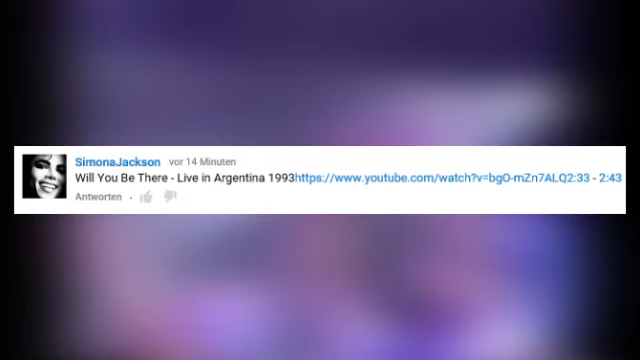 SimonaJackson vor 14 Minuten
Will You Be There - Live in Argentina 1993https://www.youtube.com/watch?v=bgO-mZn7ALQ2:33 - 2:43
Antworten